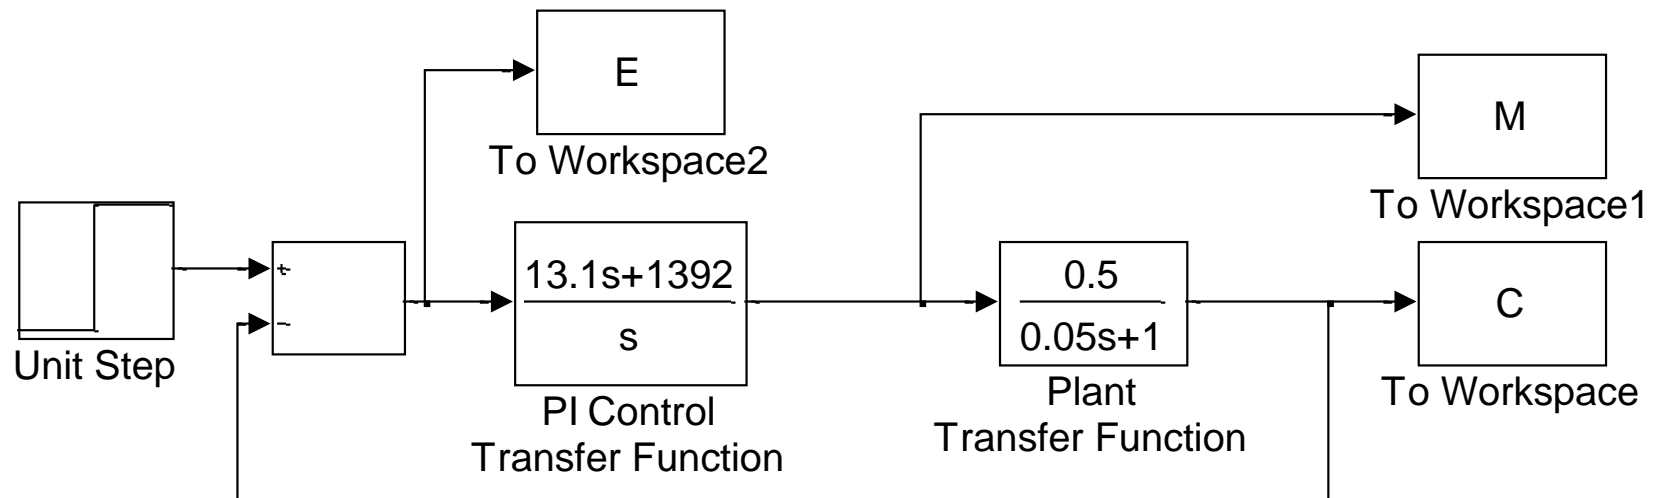 E
To Workspace2
M
To Workspace1
Unit Step
+
-
13.1s+1392
s
PI Control
Transfer Function
0.5
0.05s+1
Plant
Transfer Function
C
To Workspace